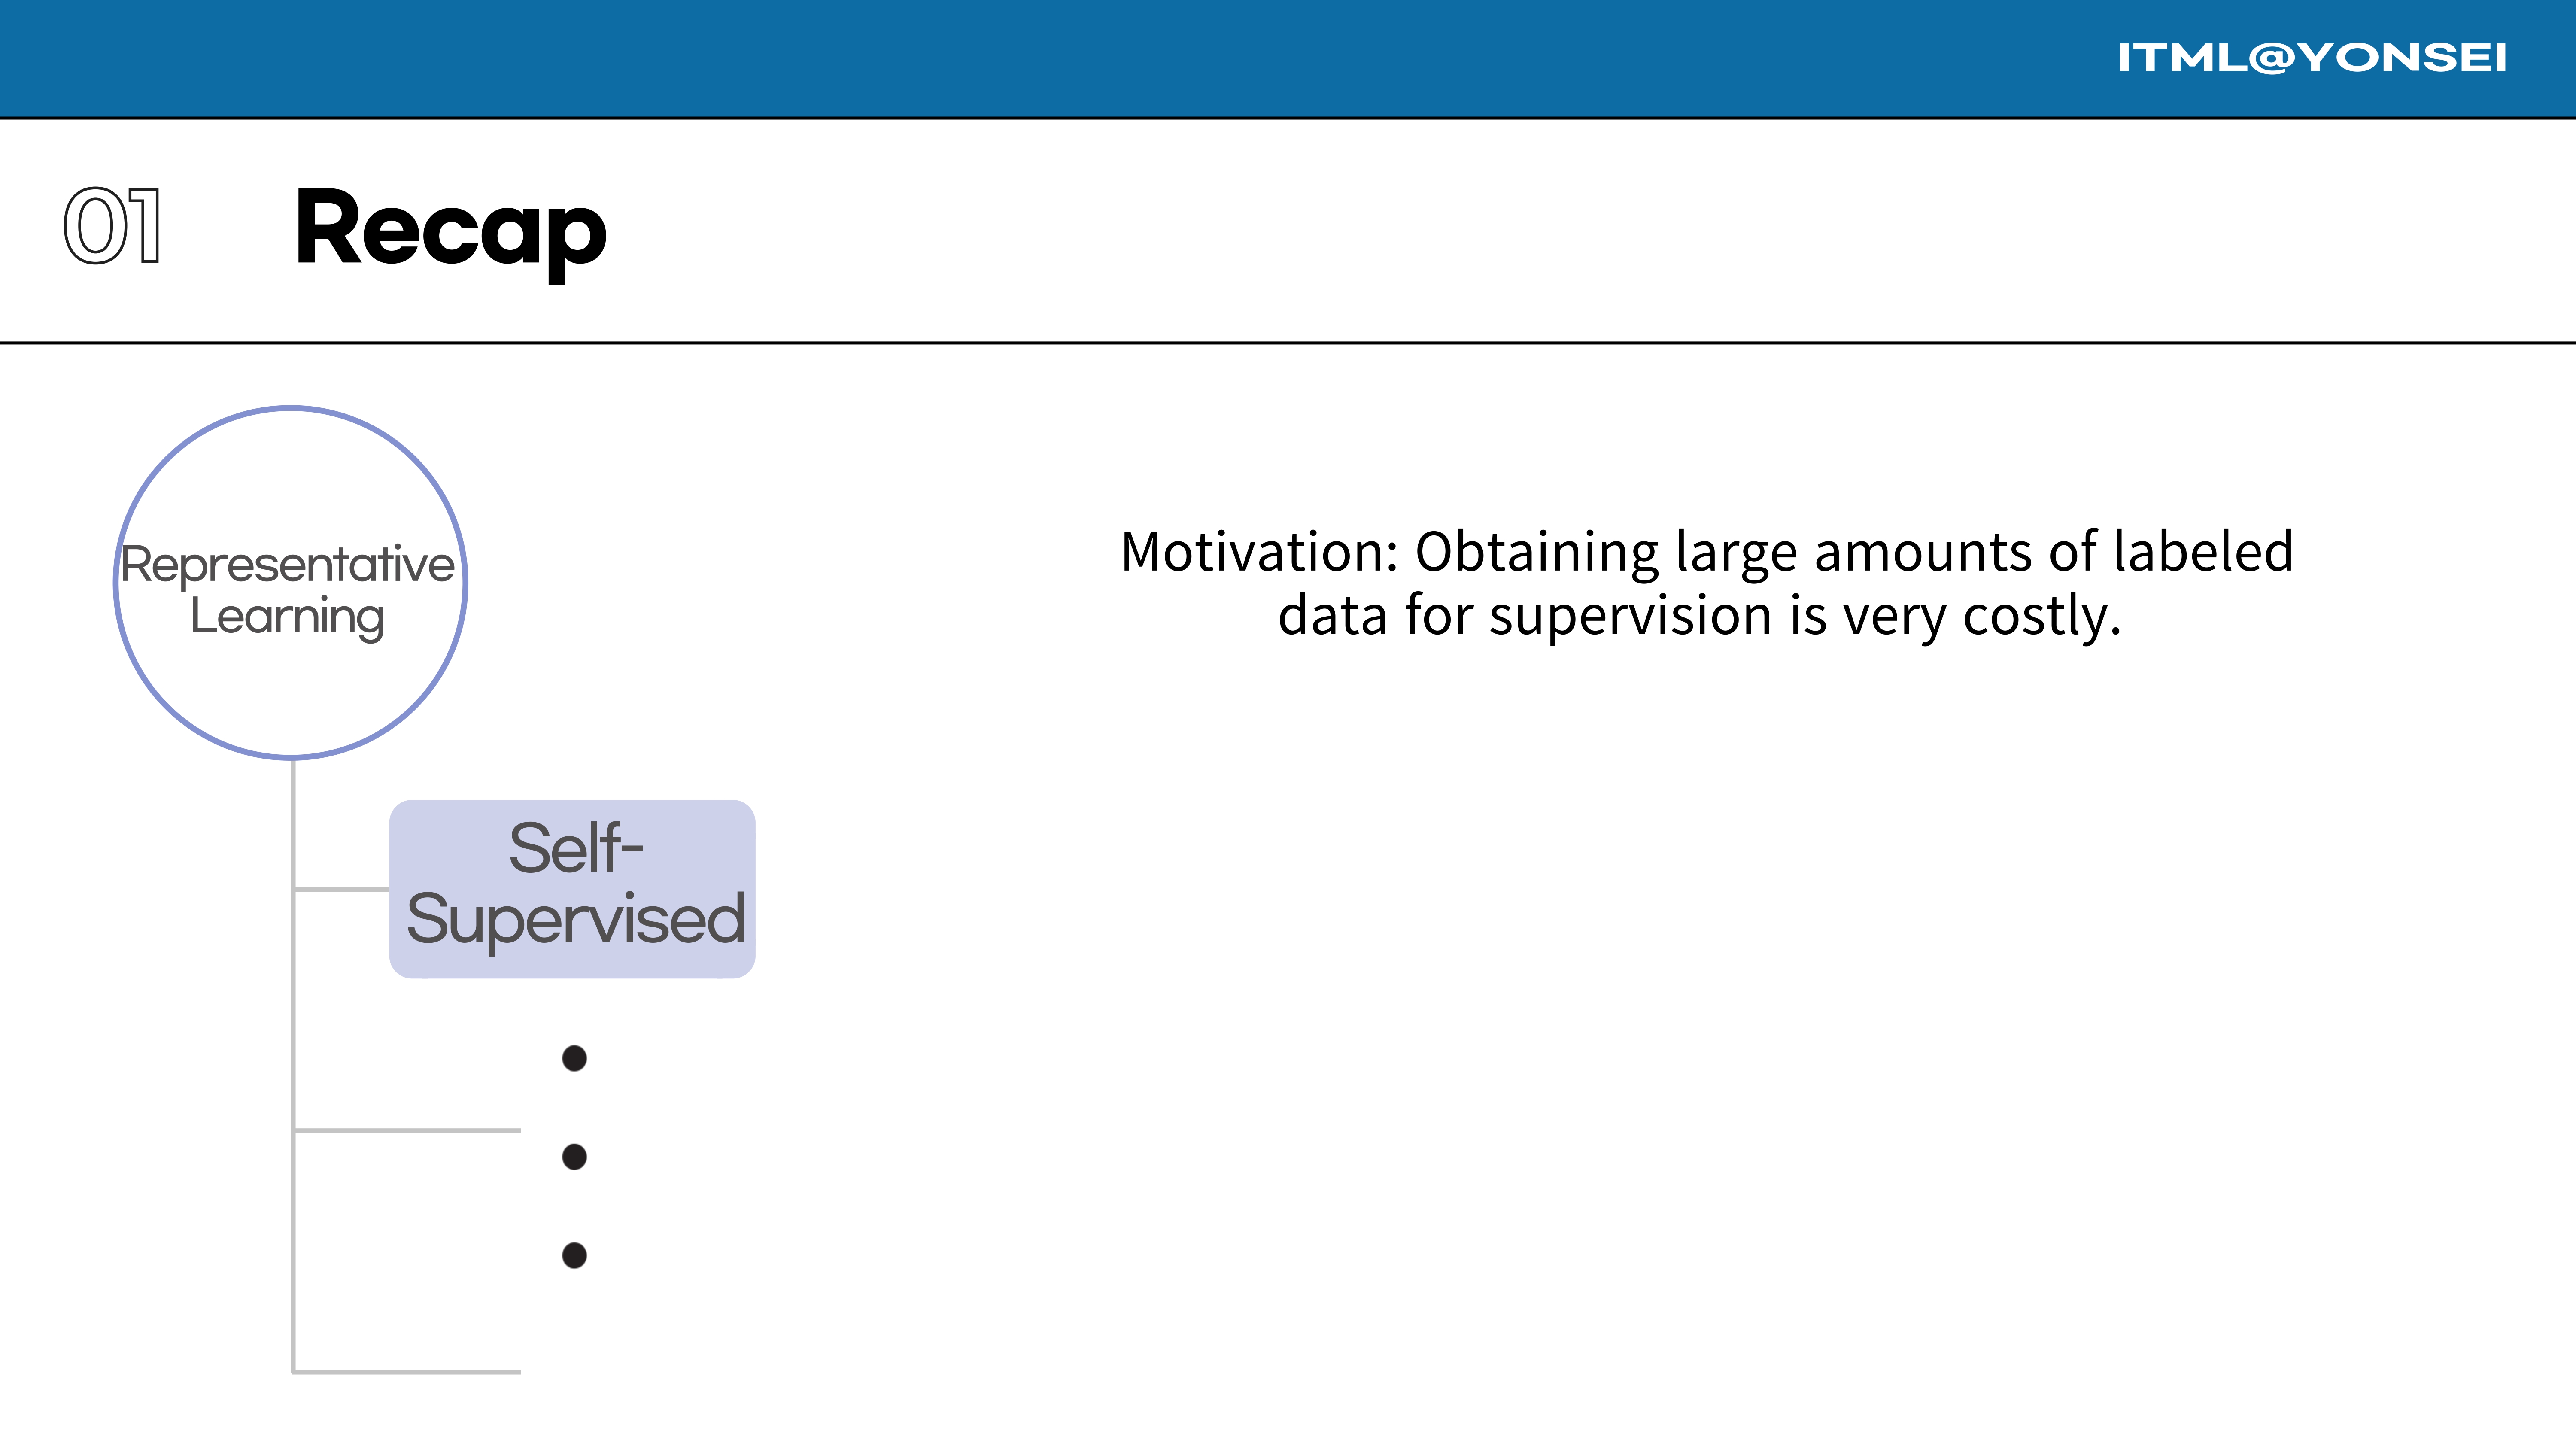 ITML@YONSEI
01 Recap
Representative
Learning
Motivation: Obtaining large amounts of labeled
data for supervision is very costly.
Self-
Supervised